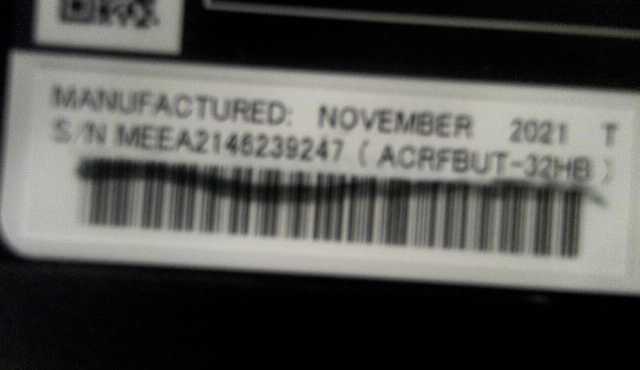 MANUFACTURED: NOVEMBER 2021 T
S/N MEEA2146239247 ( ACRFBUT-32HB )